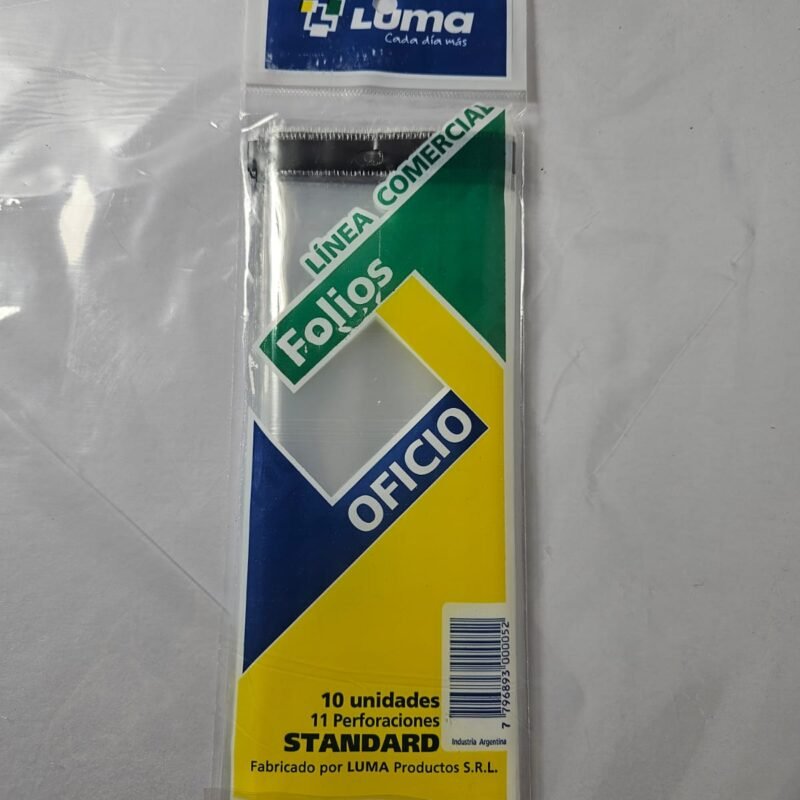 Luma
Cada día más
LÍNEA COMERCIAL
Folios
OFICIO
7 796893 000052
10 unidades
11 Perforaciones
STANDARD
Industria Argentina
Fabricado por LUMA Productos S.R.L.